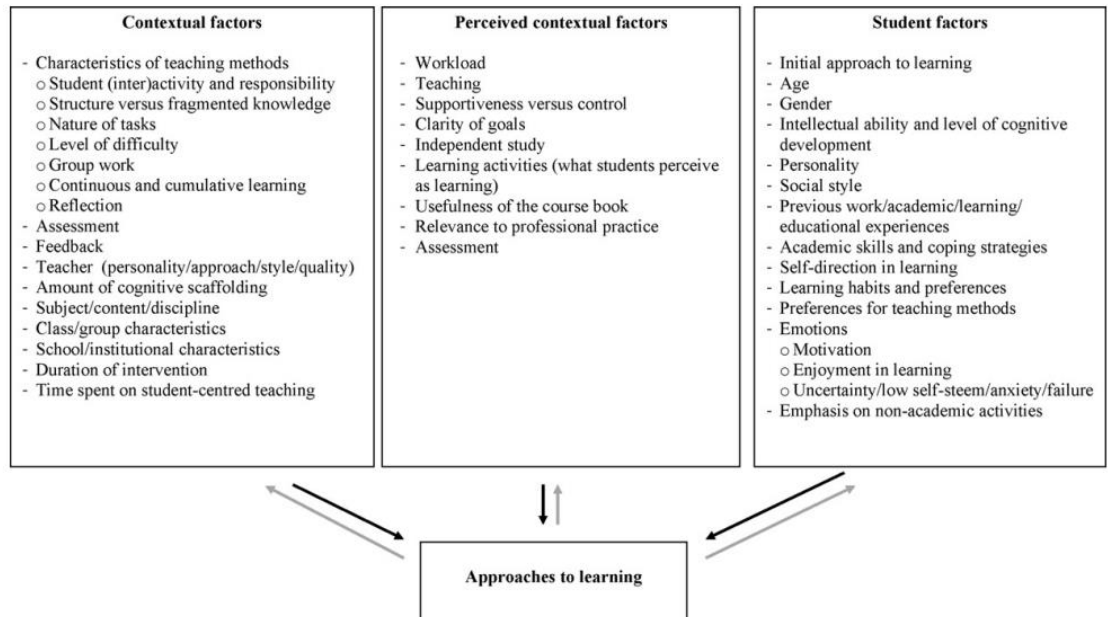 Contextual factors
- Characteristics of teaching methods
o Student (inter)activity and responsibility
o Structure versus fragmented knowledge
o Nature of tasks
o Level of difficulty
o Group work
o Continuous and cumulative learning
o Reflection
- Assessment
- Feedback
- Teacher (personality/approach/style/quality)
- Amount of cognitive scaffolding
- Subject/content/discipline
- Class/group characteristics
- School/institutional characteristics
- Duration of intervention
- Time spent on student-centred teaching
Perceived contextual factors
- Workload
- Teaching
- Supportiveness versus control
- Clarity of goals
- Independent study
- Learning activities (what students perceive
as learning)
- Usefulness of the course book
- Relevance to professional practice
- Assessment
Student factors
- Initial approach to learning
- Age
- Gender
- Intellectual ability and level of cognitive
development
- Personality
- Social style
- Previous work/academic/learning/
educational experiences
- Academic skills and coping strategies
- Self-direction in learning
- Learning habits and preferences
- Preferences for teaching methods
- Emotions
o Motivation
o Enjoyment in learning
o Uncertainty/low self-steem/anxiety/failure
- Emphasis on non-academic activities
Approaches to learning